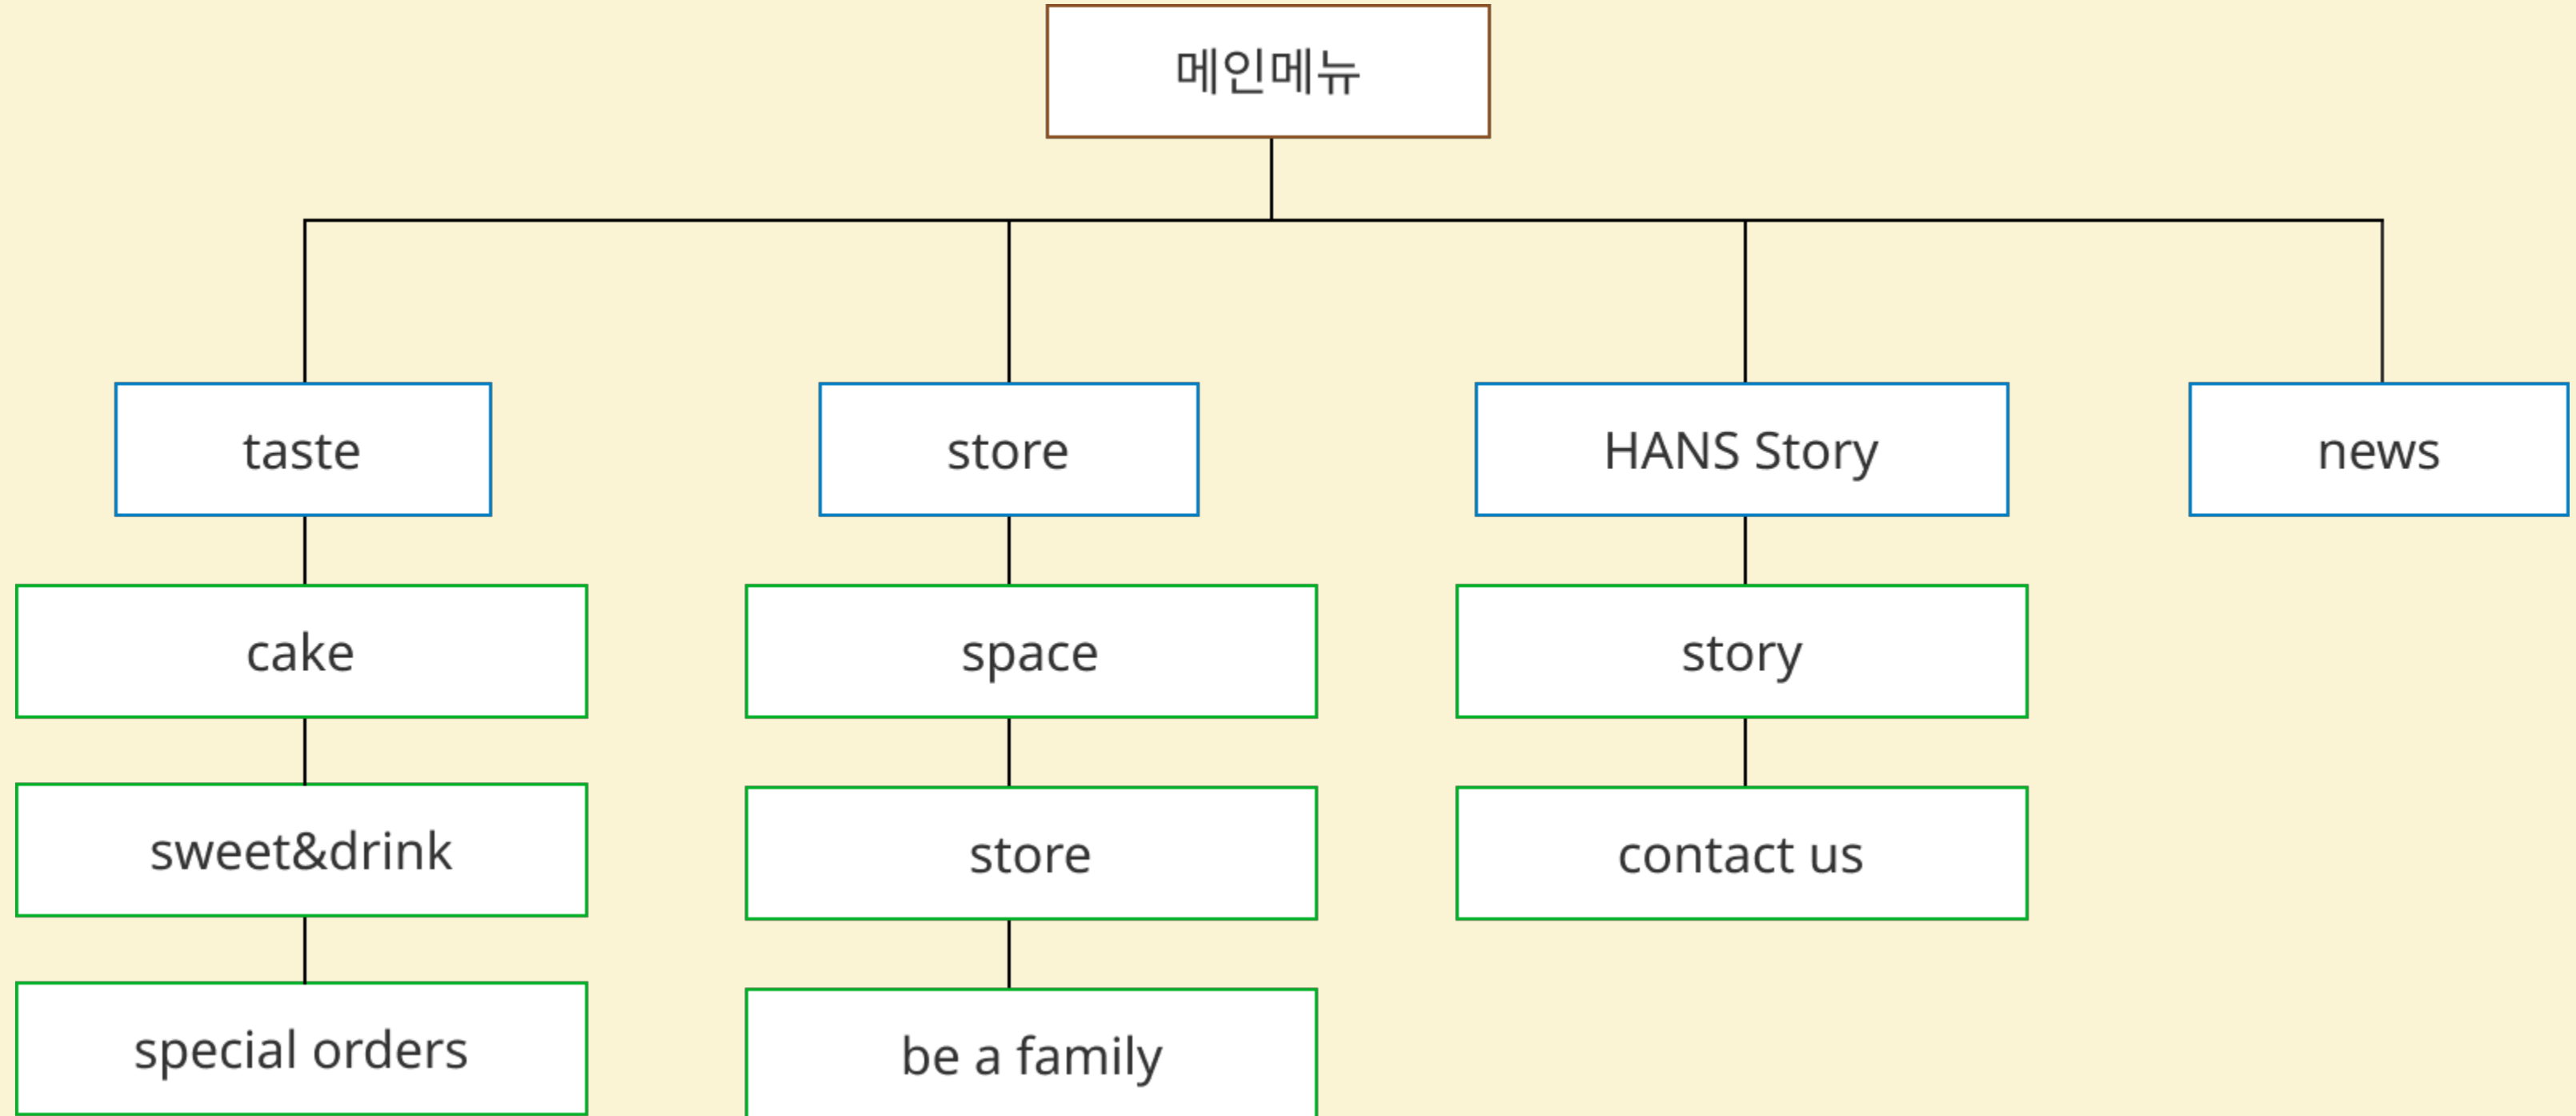 메인메뉴
taste
store
HANS Story
news
cake
space
story
sweet&drink
store
contact us
special orders
be a family